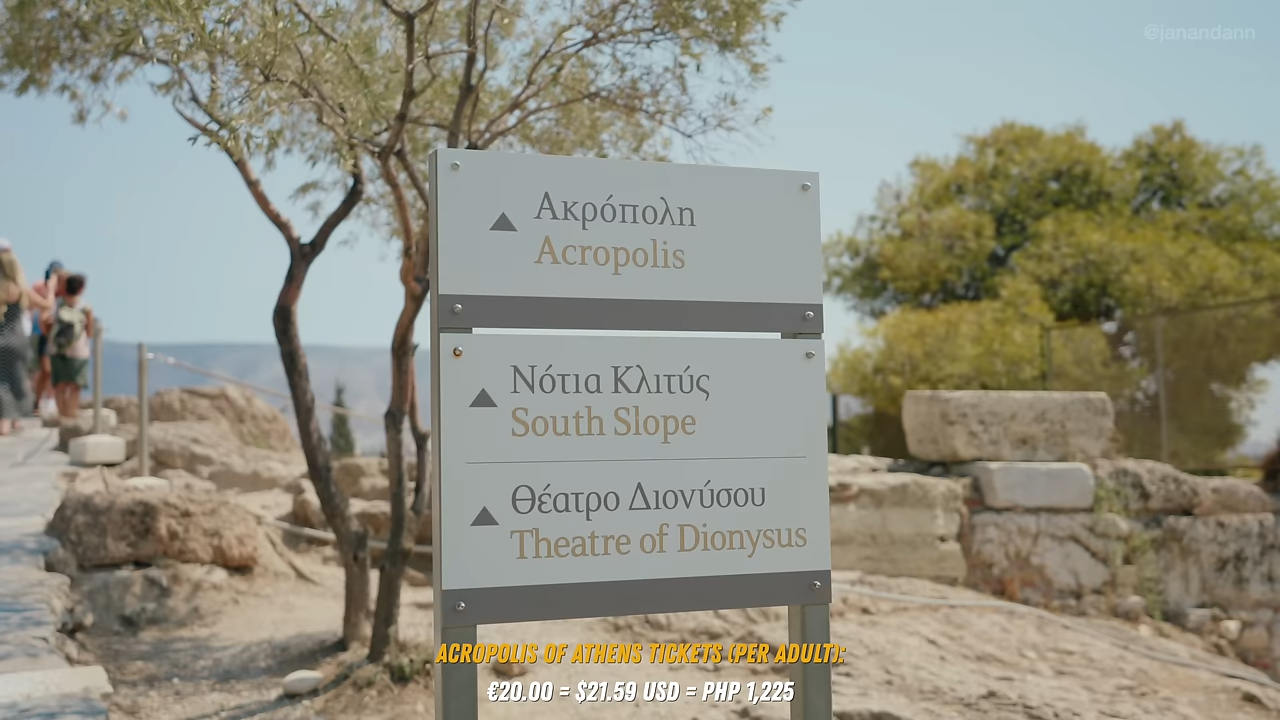 @janandann
Ακρόπολη
Acropolis
Νότια Κλιτύς
South Slope
Θέατρο Διονύσου
Theatre of Dionysus
ACROPOLIS OF ATHENS TICKETS (PER ADULT):
€20.00 = $21.59 USD = PHP 1,225